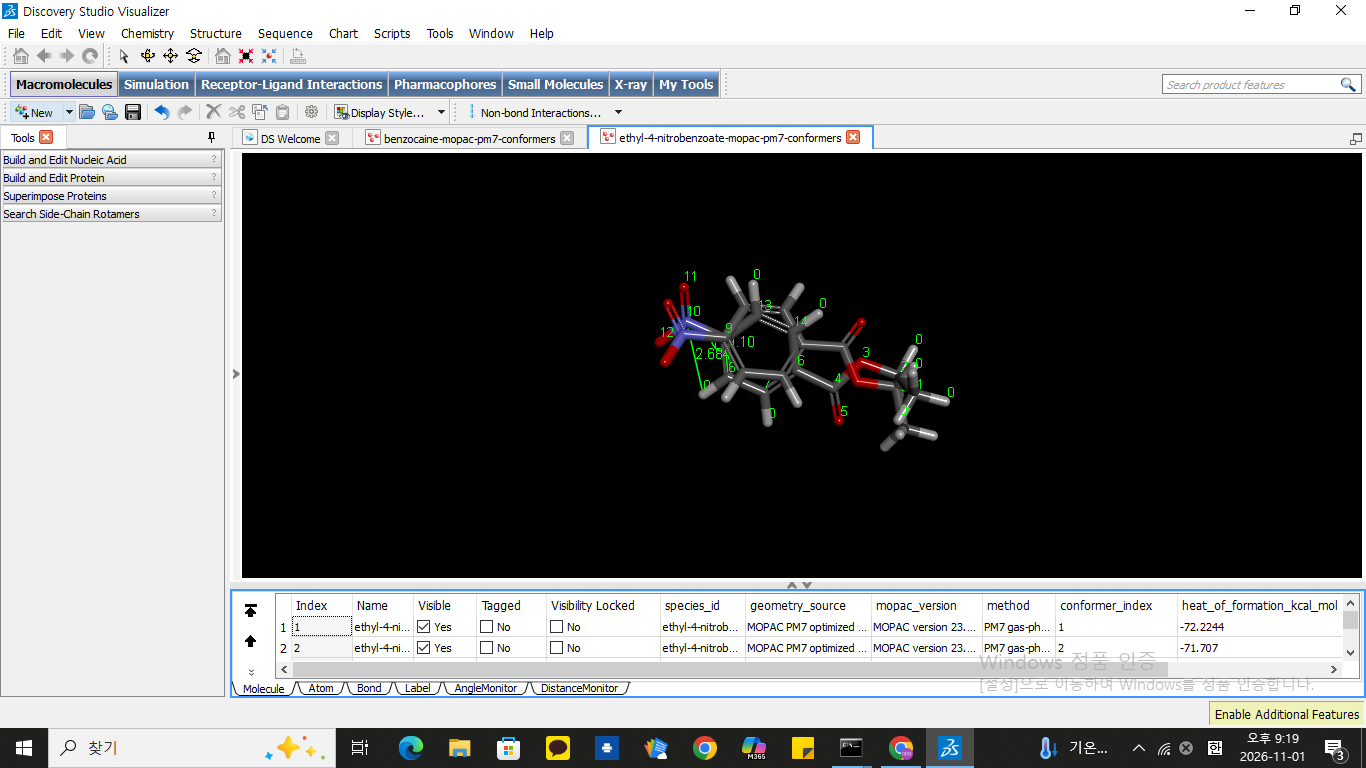 Discovery Studio Visualizer
File Edit View Chemistry Structure Sequence Chart Scripts Tools Window Help
Macromolecules Simulation Receptor-Ligand Interactions Pharmacophores Small Molecules X-ray My Tools Search product features
New Display Style... Non-bond Interactions...
Tools DS Welcome benzocaine-mopac-pm7-conformers ethyl-4-nitrobenzoate-mopac-pm7-conformers
Build and Edit Nucleic Acid ?
Build and Edit Protein ?
Superimpose Proteins ?
Search Side-Chain Rotamers ?
11 0
10 13 0
12 9 14 0
2.684 .10 6 3 0
0 4 1 0
0 5
Index Name Visible Tagged Visibility Locked species_id geometry_source mopac_version method conformer_index heat_of_formation_kcal_mol
1 1 ethyl-4-ni... Yes No No ethyl-4-nitrob... MOPAC PM7 optimized ... MOPAC version 23.... PM7 gas-ph... 1 -72.2244
2 2 ethyl-4-ni... Yes No No ethyl-4-nitrob... MOPAC PM7 optimized ... MOPAC version 23.... PM7 gas-ph... 2 -71.707
Windows 정품 인증
[설정]으로 이동하여 Windows를 정품 인증합니다.
Molecule Atom Bond Label AngleMonitor DistanceMonitor
Enable Additional Features
찾기 M365 기온... 한 오후 9:19
2026-11-01 3